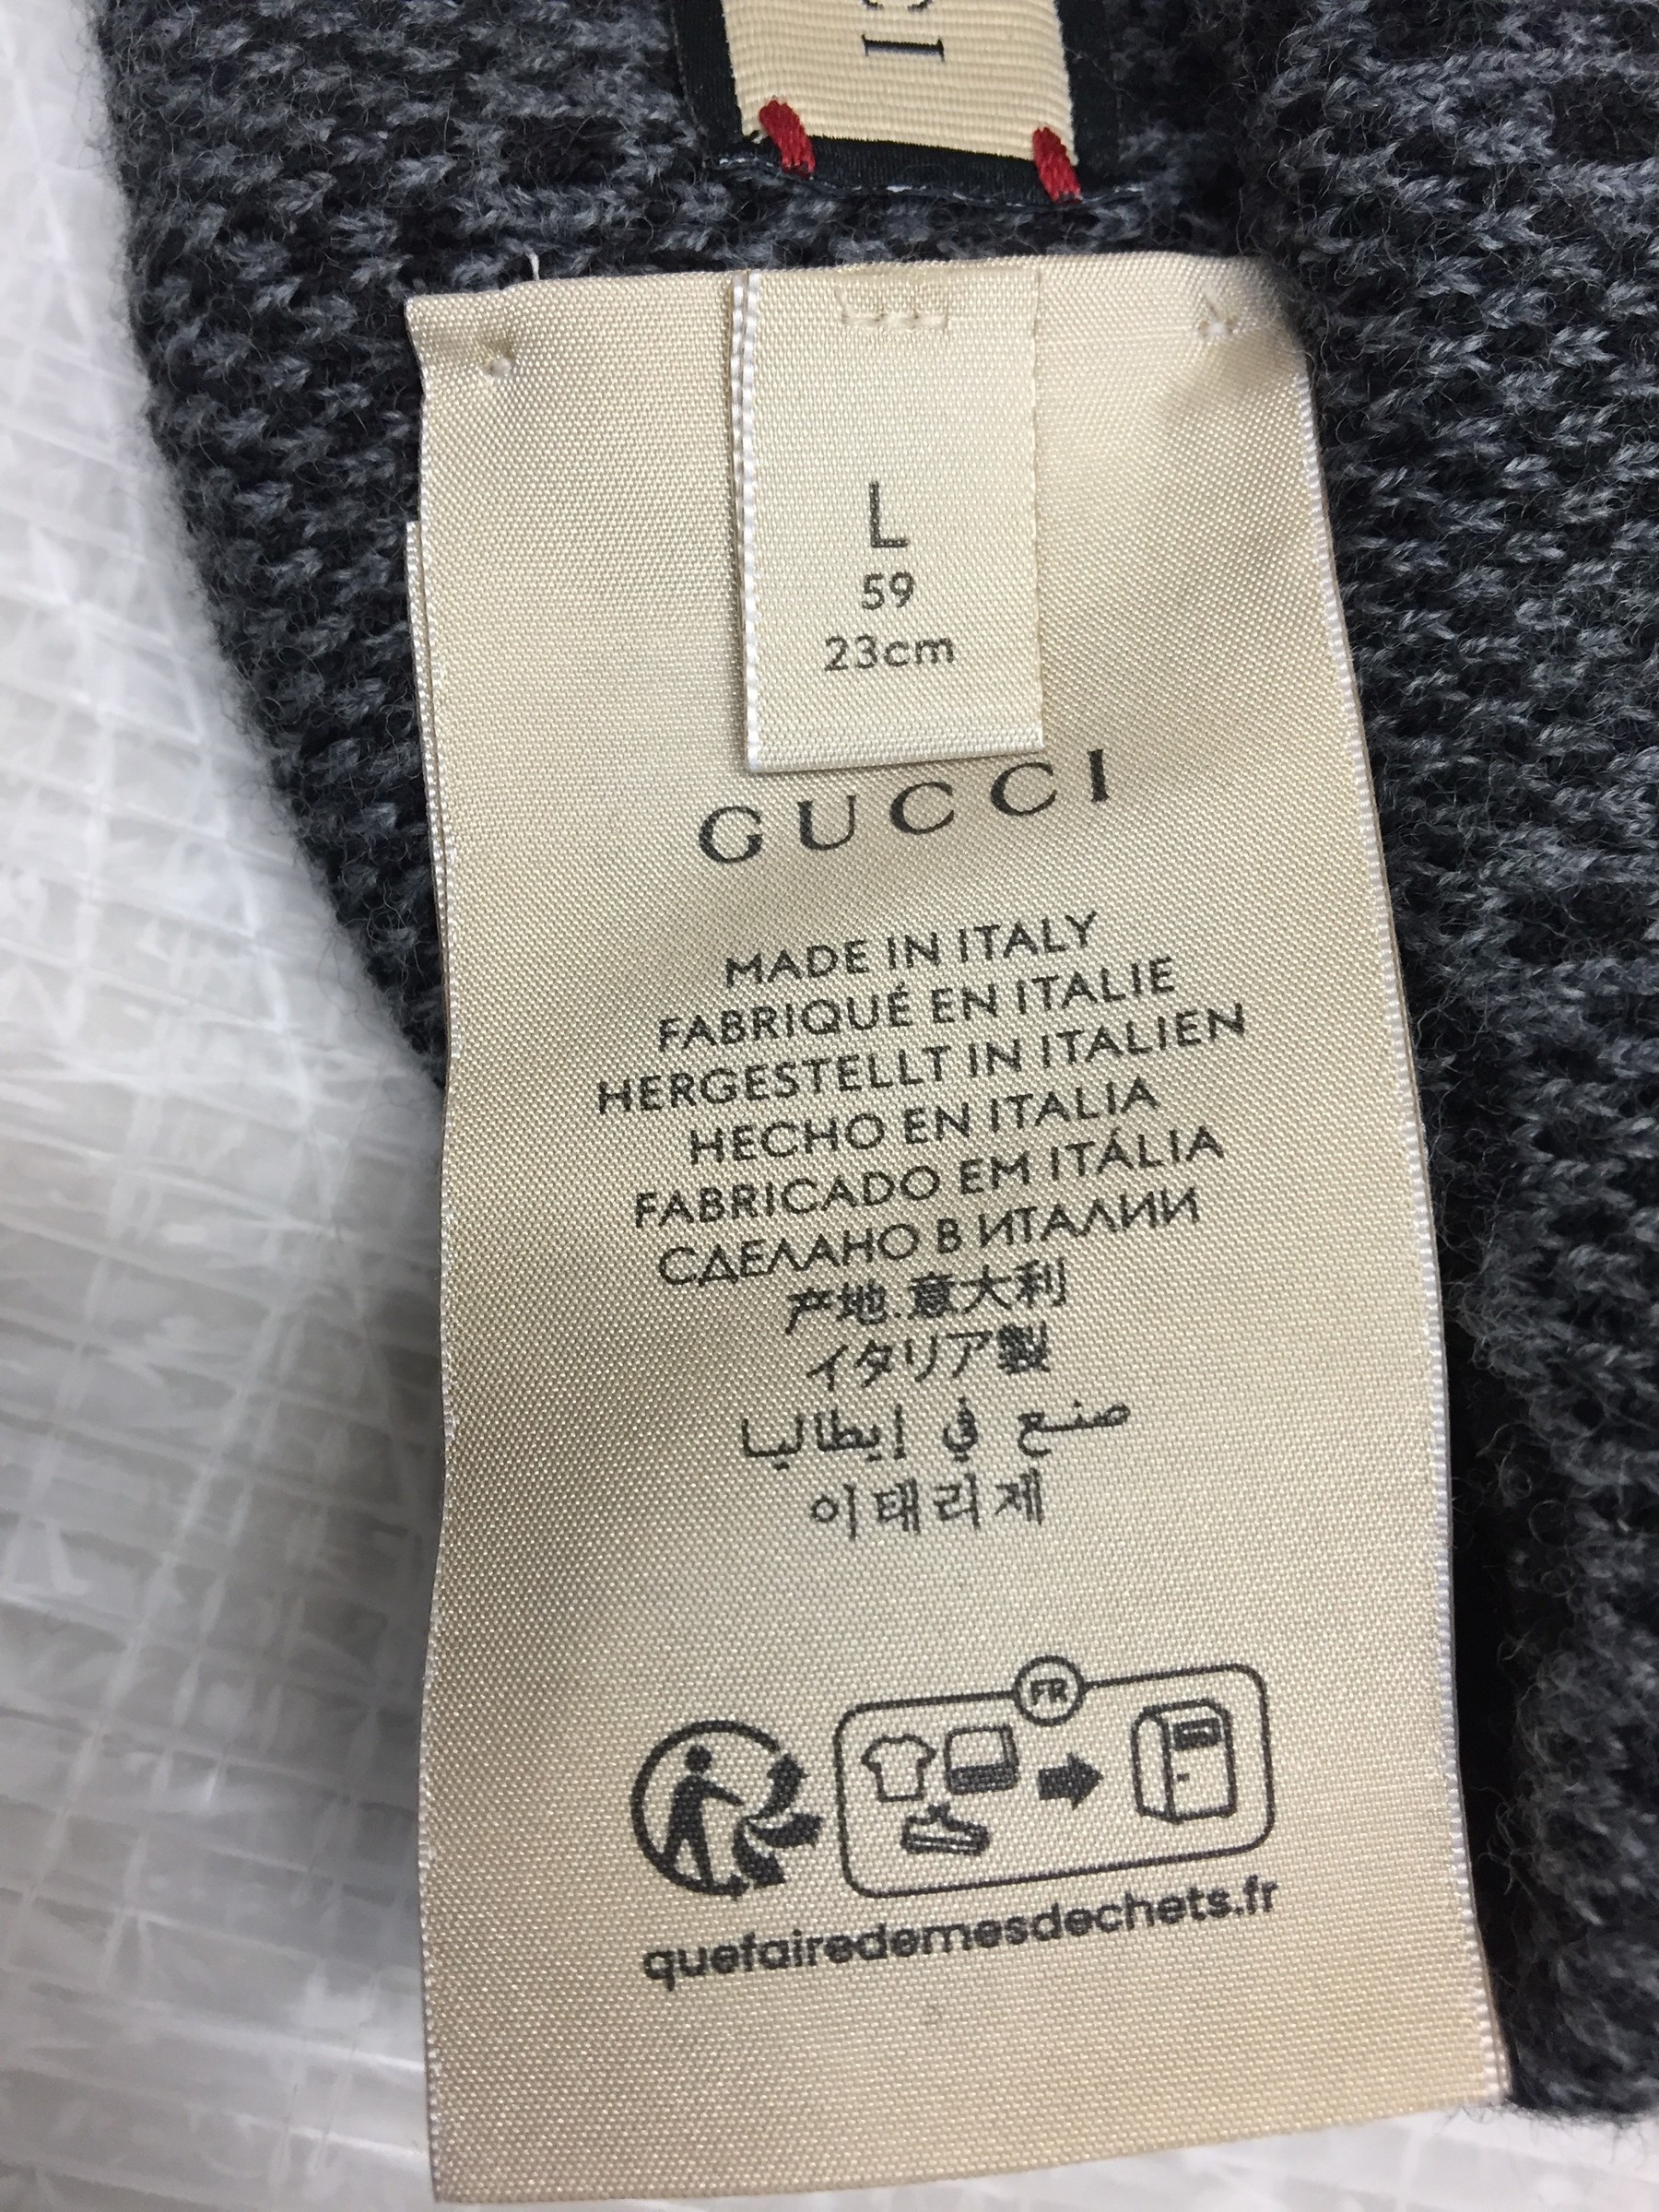 L
59
23cm
GUCCI
MADE IN ITALY
FABRIQUÉ EN ITALIE
HERGESTELLT IN ITALIEN
HECHO EN ITALIA
FABRICADO EM ITÁLIA
СДЕЛАНО В ИТАЛИИ
产地.意大利
イタリア製
صنع في إيطاليا
이태리제
FR
quefairedemesdechets.fr